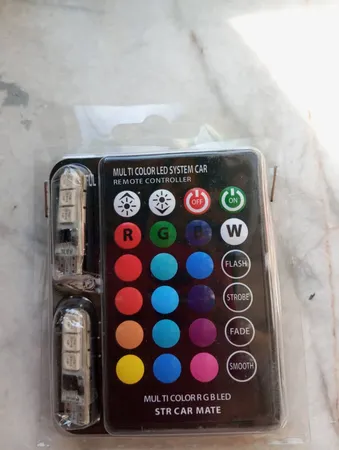 MULTI COLOR LED SYSTEM CAR
REMOTE CONTROLLER
OFF ON
R G B W
FLASH
STROBE
FADE
SMOOTH
MULTI COLOR R G B LED
STR CAR MATE